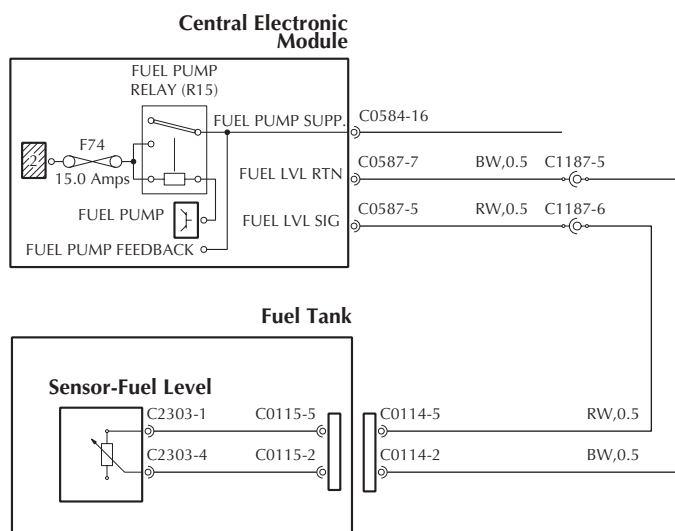 Central Electronic
Module
FUEL PUMP
RELAY (R15)
FUEL PUMP SUPP.
C0584-16
2
F74
15.0 Amps
FUEL LVL RTN
C0587-7
BW,0.5
C1187-5
FUEL PUMP
FUEL LVL SIG
C0587-5
RW,0.5
C1187-6
FUEL PUMP FEEDBACK
Fuel Tank
Sensor-Fuel Level
C2303-1
C0115-5
C0114-5
RW,0.5
C2303-4
C0115-2
C0114-2
BW,0.5